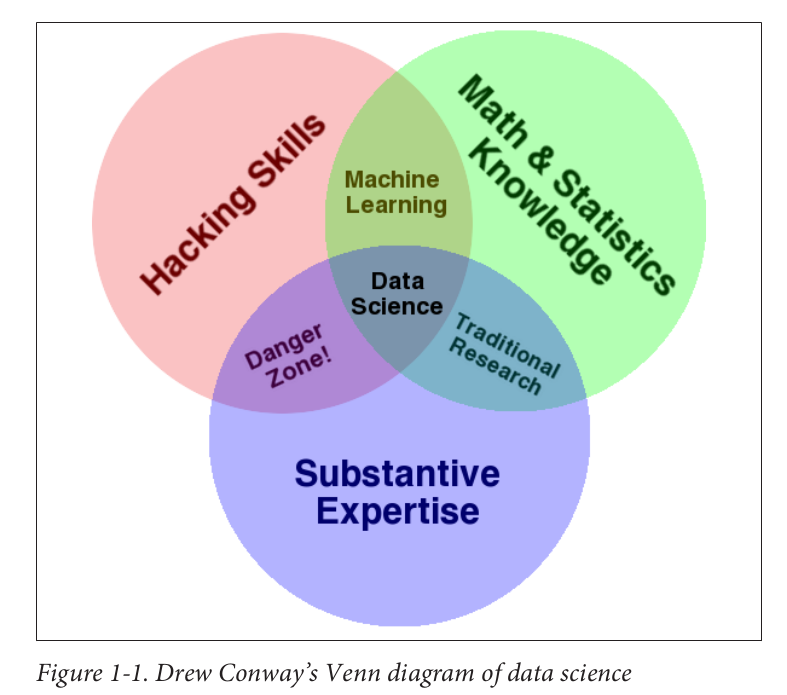 Hacking Skills
Math & Statistics
Knowledge
Machine
Learning
Data
Science
Danger
Zone!
Traditional
Research
Substantive
Expertise
Figure 1-1. Drew Conway’s Venn diagram of data science